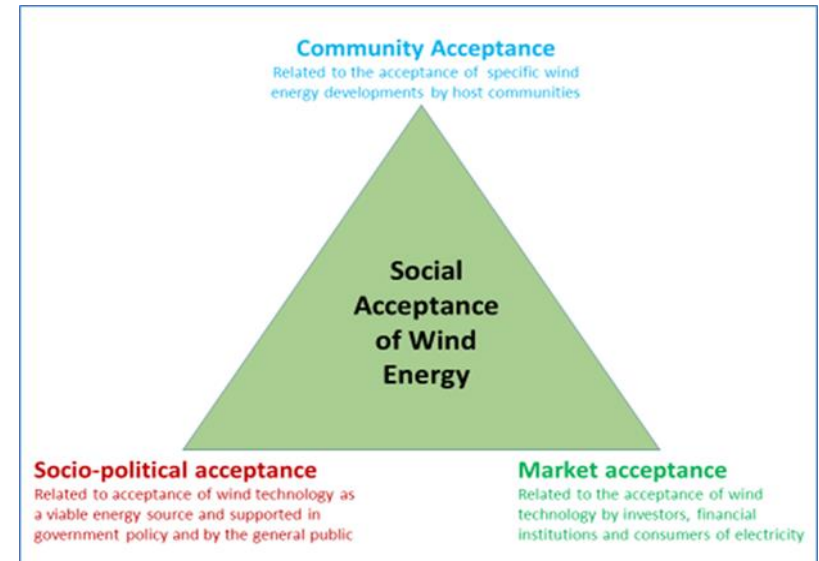 Community Acceptance
Related to the acceptance of specific wind
energy developments by host communities
Social
Acceptance
of Wind
Energy
Socio-political acceptance
Related to acceptance of wind technology as
a viable energy source and supported in
government policy and by the general public
Market acceptance
Related to the acceptance of wind
technology by investors, financial
institutions and consumers of electricity